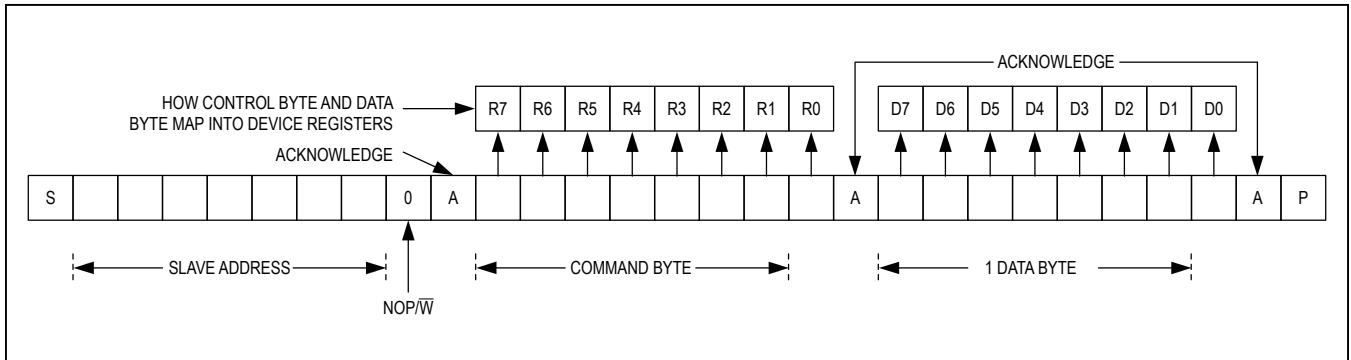 ACKNOWLEDGE
HOW CONTROL BYTE AND DATA
BYTE MAP INTO DEVICE REGISTERS
R7 R6 R5 R4 R3 R2 R1 R0
D7 D6 D5 D4 D3 D2 D1 D0
ACKNOWLEDGE
S 0 A A A P
SLAVE ADDRESS
COMMAND BYTE
1 DATA BYTE
NOP/W̅